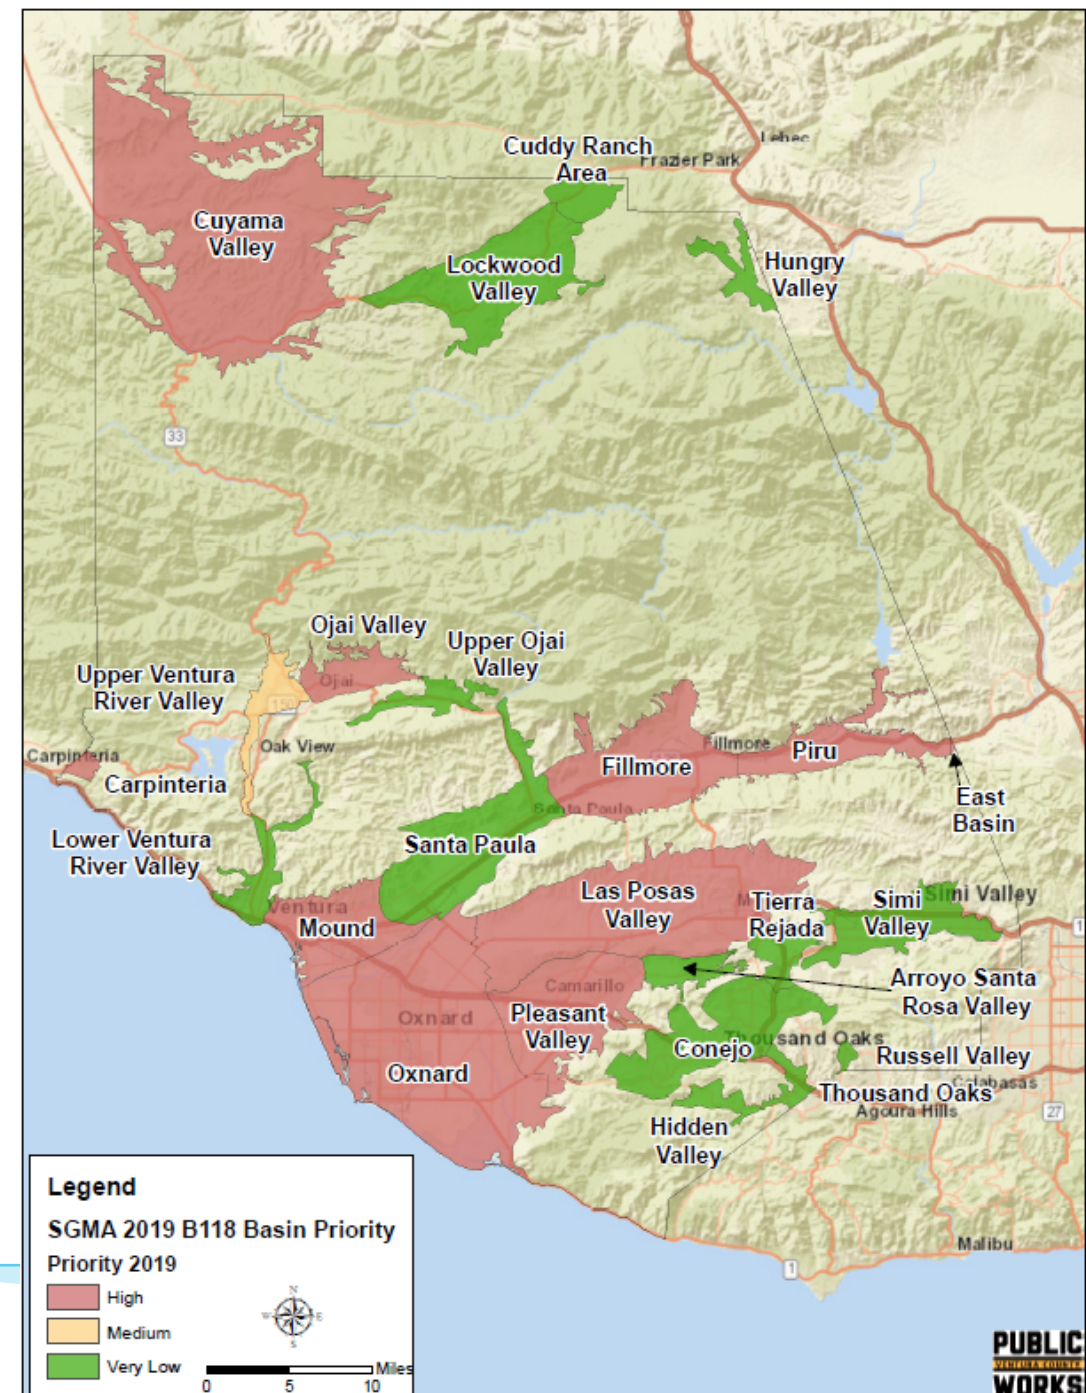 Cuddy Ranch
Area
Lebec
Frazier Park
Cuyama
Valley
Lockwood
Valley
Hungry
Valley
33
Ojai Valley
Upper Ojai
Valley
Upper Ventura
River Valley
Ojai
150
Carpinteria
Oak View
Carpinteria
Fillmore
Piru
Fillmore
East
Basin
Santa Paula
Lower Ventura
River Valley
Santa Paula
Ventura
Mound
Las Posas
Valley
Tierra
Rejada
Simi
Valley
Simi Valley
1
Camarillo
Arroyo Santa
Rosa Valley
Oxnard
Pleasant
Valley
Thousand Oaks
Conejo
Russell Valley
Oxnard
Thousand Oaks
Calabasas
Agoura Hills
27
Hidden
Valley
Malibu
1
Legend
SGMA 2019 B118 Basin Priority
Priority 2019
High
Medium
Very Low
N
W E
S
Miles
0 5 10
PUBLIC
VENTURA COUNTY
WORKS